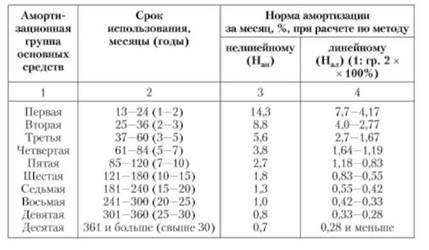 Аморти-
зационная
группа
основных
средств
Срок
использования,
месяцы (годы)
Норма амортизации
за месяц, %, при расчете по методу
нелинейному
(Нан)
линейному
(Нал) (1: гр. 2 ×
× 100%)
1 2 3 4
Первая 13–24 (1–2) 14,3 7,7–4,17
Вторая 25–36 (2–3) 8,8 4,0–2,77
Третья 37–60 (3–5) 5,6 2,7–1,67
Четвертая 61–84 (5–7) 3,8 1,64–1,19
Пятая 85–120 (7–10) 2,7 1,18–0,83
Шестая 121–180 (10–15) 1,8 0,83–0,55
Седьмая 181–240 (15–20) 1,3 0,55–0,42
Восьмая 241–300 (20–25) 1,0 0,42–0,33
Девятая 301–360 (25–30) 0,8 0,33–0,28
Десятая 361 и больше (свыше 30) 0,7 0,28 и меньше